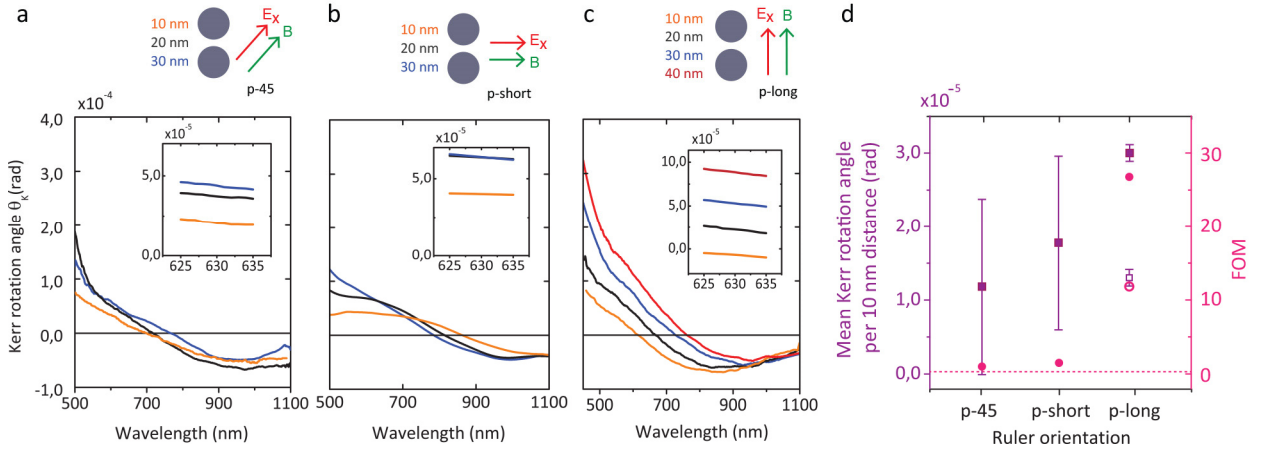 a
10 nm
20 nm
30 nm
Ex
B
p-45
b
10 nm
20 nm
30 nm
Ex
B
p-short
c
10 nm
20 nm
30 nm
40 nm
Ex
B
p-long
d
x10⁻⁴
Kerr rotation angle θK(rad)
4,0
3,0
2,0
1,0
0,0
-1,0
500 700 900 1100
Wavelength (nm)
x10⁻⁵
5,0
0,0
625 630 635
500 700 900 1100
Wavelength (nm)
x10⁻⁵
5,0
0,0
625 630 635
500 700 900 1100
Wavelength (nm)
x10⁻⁵
10,0
5,0
0,0
625 630 635
x10⁻⁵
Mean Kerr rotation angle
per 10 nm distance (rad)
3,0
2,0
1,0
0,0
30
20
10
0
FOM
p-45 p-short p-long
Ruler orientation